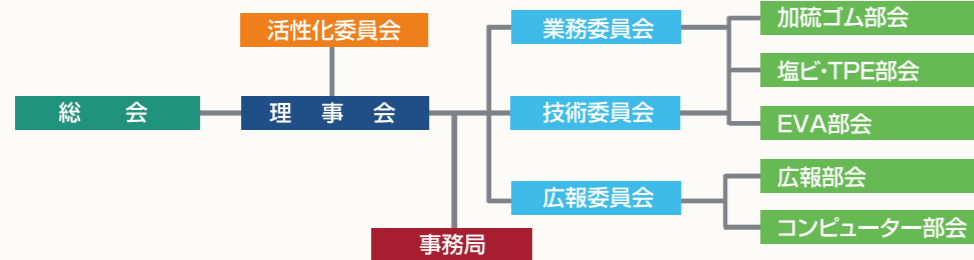 活性化委員会
総会
理事会
事務局
業務委員会
技術委員会
広報委員会
加硫ゴム部会
塩ビ・TPE部会
EVA部会
広報部会
コンピューター部会